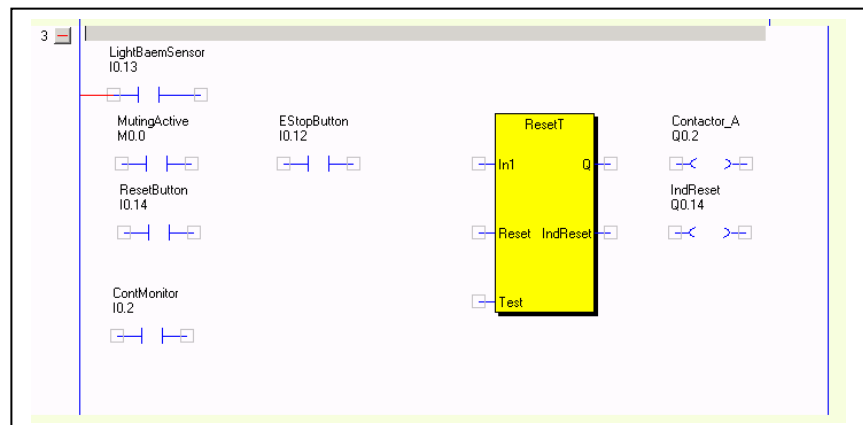 3
LightBaemSensor
I0.13
MutingActive
M0.0
EStopButton
I0.12
ResetT
Contactor_A
Q0.2
In1 Q
ResetButton
I0.14
IndReset
Q0.14
Reset IndReset
ContMonitor
I0.2
Test